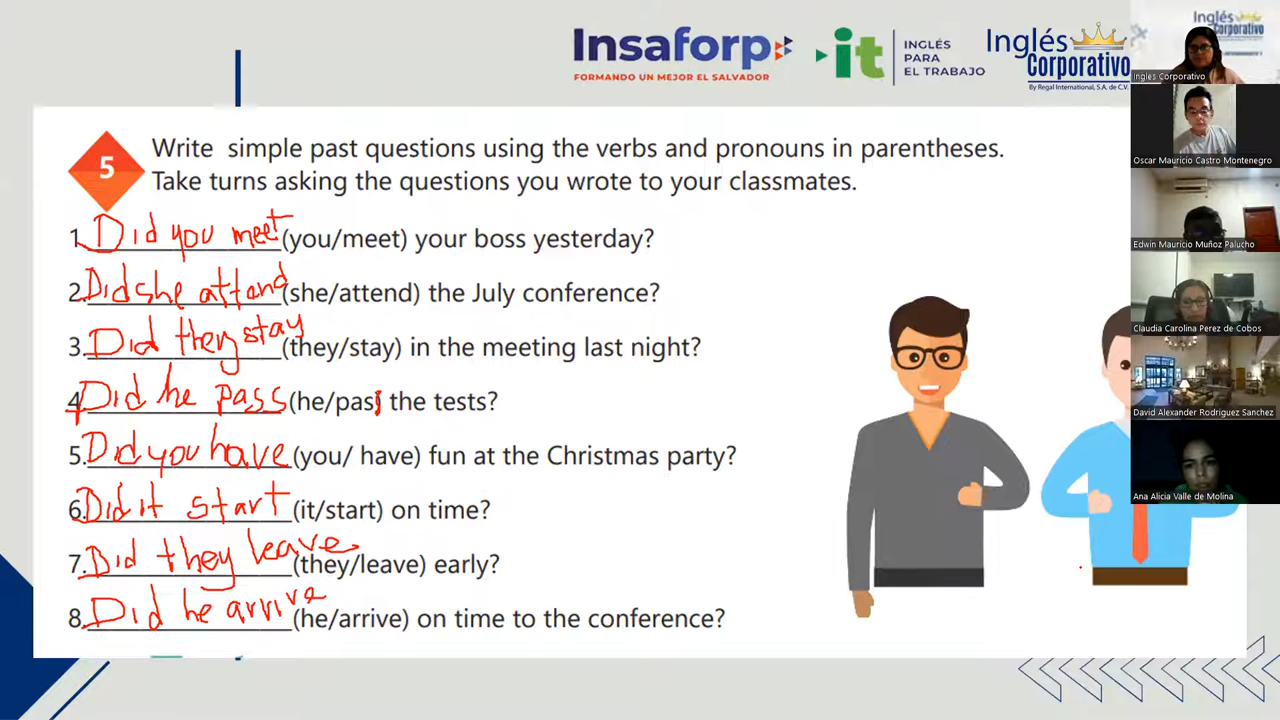 Insaforp
FORMANDO UN MEJOR EL SALVADOR
it
INGLÉS
PARA
EL TRABAJO
Inglés
Corporativo
By Regal International, S.A. de C.V.
Inglés
Corporativo
Ingles Corporativo
Oscar Mauricio Castro Montenegro
Edwin Mauricio Muñoz Palucho
Claudia Carolina Perez de Cobos
David Alexander Rodriguez Sanchez
Ana Alicia Valle de Molina
5
Write simple past questions using the verbs and pronouns in parentheses.
Take turns asking the questions you wrote to your classmates.
1. Did you meet (you/meet) your boss yesterday?
2. Did she attend (she/attend) the July conference?
3. Did they stay (they/stay) in the meeting last night?
4. Did he pass (he/pass the tests?
5. Did you have (you/ have) fun at the Christmas party?
6. Did it start (it/start) on time?
7. Did they leave (they/leave) early?
8. Did he arrive (he/arrive) on time to the conference?